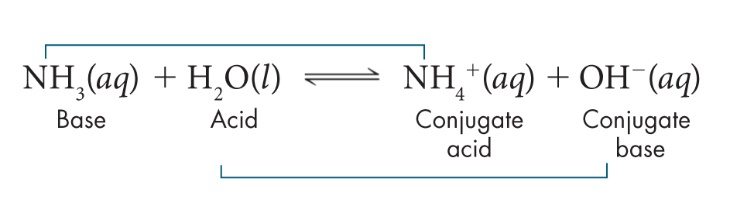 NH₃(aq) + H₂O(l) ⇌ NH₄⁺(aq) + OH⁻(aq)
Base Acid Conjugate acid Conjugate base